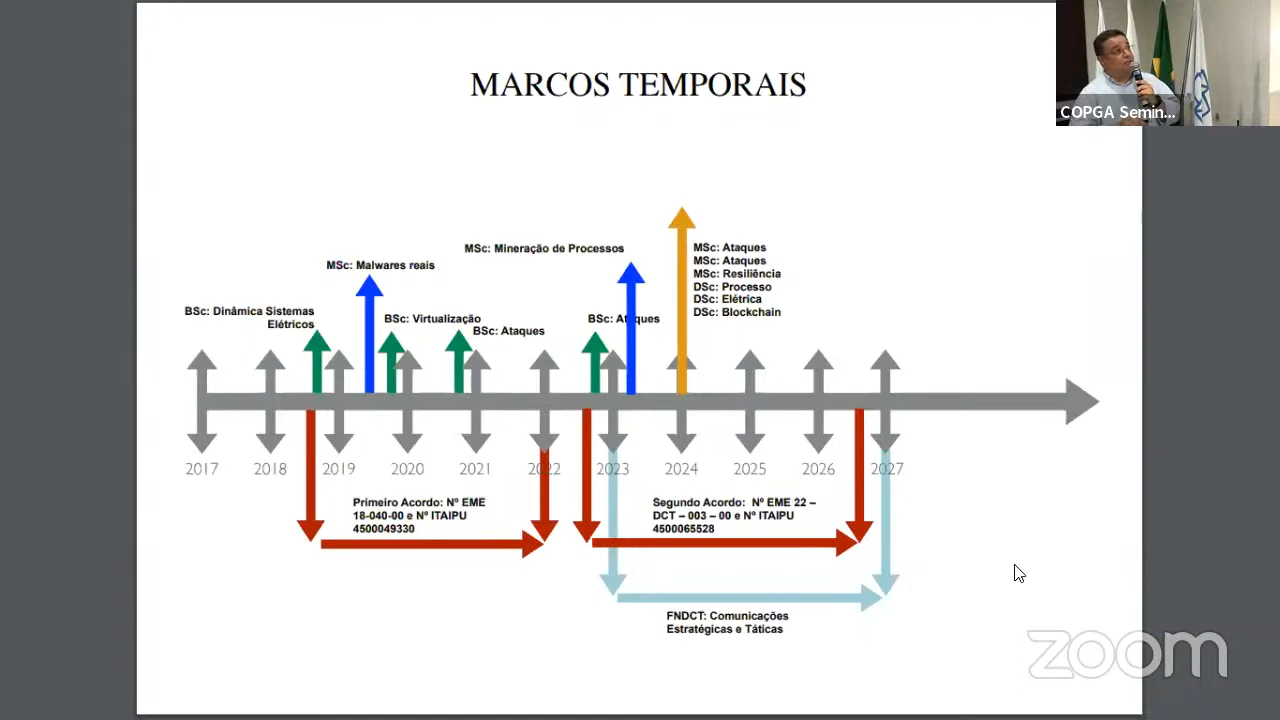 MARCOS TEMPORAIS
COPGA Semin...
MSc: Mineração de Processos
MSc: Ataques
MSc: Ataques
MSc: Resiliência
DSc: Processo
DSc: Elétrica
DSc: Blockchain
MSc: Malwares reais
BSc: Dinâmica Sistemas
Elétricos
BSc: Virtualização
BSc: Ataques
BSc: Ataques
2017
2018
2019
2020
2021
2022
2023
2024
2025
2026
2027
Primeiro Acordo: Nº EME
18-040-00 e Nº ITAIPU
4500049330
Segundo Acordo: Nº EME 22 –
DCT – 003 – 00 e Nº ITAIPU
4500065528
FNDCT: Comunicações
Estratégicas e Táticas
zoom